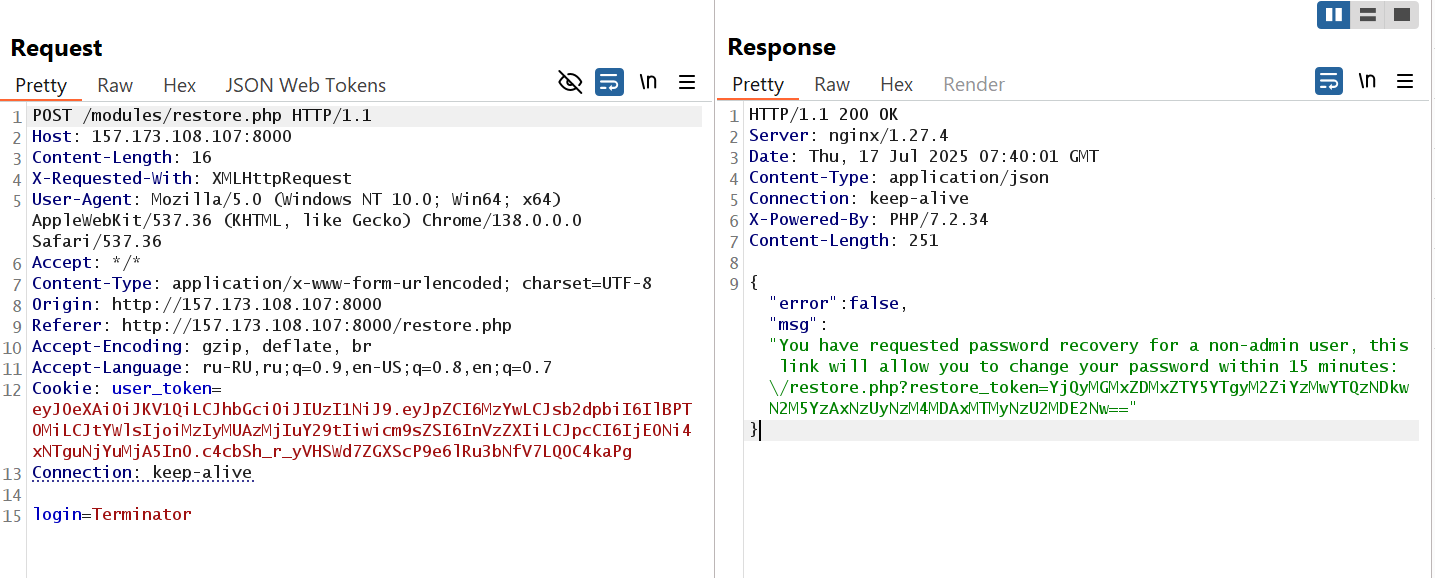 Request
Pretty Raw Hex JSON Web Tokens \n
1 POST /modules/restore.php HTTP/1.1
2 Host: 157.173.108.107:8000
3 Content-Length: 16
4 X-Requested-With: XMLHttpRequest
5 User-Agent: Mozilla/5.0 (Windows NT 10.0; Win64; x64)
AppleWebKit/537.36 (KHTML, like Gecko) Chrome/138.0.0.0
Safari/537.36
6 Accept: */*
7 Content-Type: application/x-www-form-urlencoded; charset=UTF-8
8 Origin: http://157.173.108.107:8000
9 Referer: http://157.173.108.107:8000/restore.php
10 Accept-Encoding: gzip, deflate, br
11 Accept-Language: ru-RU,ru;q=0.9,en-US;q=0.8,en;q=0.7
12 Cookie: user_token=
eyJ0eXAiOiJKV1QiLCJhbGciOiJIUzI1NiJ9.eyJpZCI6MzYwLCJsb2dpbiI6IlBPT
0MiLCJtYWlsIjoiMzIyMUAzMjIuY29tIiwicm9sZSI6InVzZXIiLCJpcCI6IjE0Ni4
xNTguNjYuMjA5In0.c4cbSh_r_yVHSWd7ZGXScP9e6lRu3bNfV7LQOC4kaPg
13 Connection: keep-alive
14
15 login=Terminator
Response
Pretty Raw Hex Render \n
1 HTTP/1.1 200 OK
2 Server: nginx/1.27.4
3 Date: Thu, 17 Jul 2025 07:40:01 GMT
4 Content-Type: application/json
5 Connection: keep-alive
6 X-Powered-By: PHP/7.2.34
7 Content-Length: 251
8
9 {
"error":false,
"msg":
"You have requested password recovery for a non-admin user, this
link will allow you to change your password within 15 minutes:
\/restore.php?restore_token=YjQyMGMxZDMxZTY5YTgyM2ZiYzMwYTQzNDkw
N2M5YzAxNzUyNzM4MDAxMTMyNzU2MDE2Nw=="
}